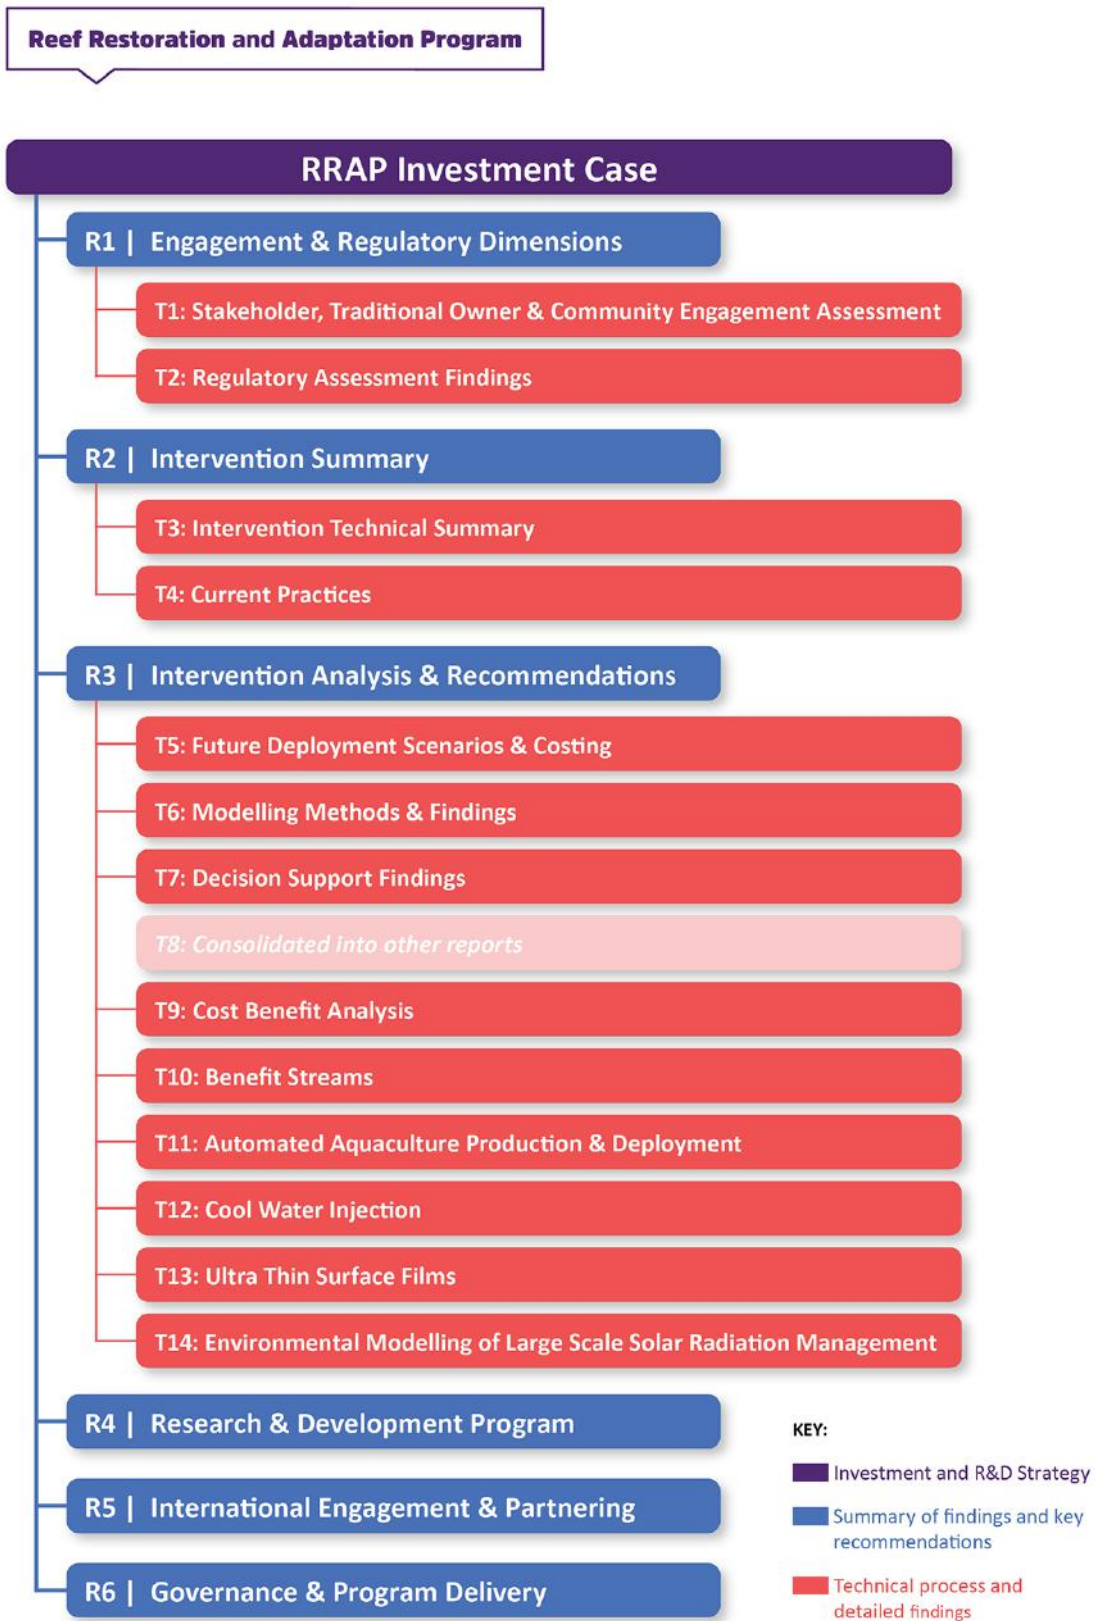 Reef Restoration and Adaptation Program
RRAP Investment Case
R1 | Engagement & Regulatory Dimensions
T1: Stakeholder, Traditional Owner & Community Engagement Assessment
T2: Regulatory Assessment Findings
R2 | Intervention Summary
T3: Intervention Technical Summary
T4: Current Practices
R3 | Intervention Analysis & Recommendations
T5: Future Deployment Scenarios & Costing
T6: Modelling Methods & Findings
T7: Decision Support Findings
T8: Consolidated into other reports
T9: Cost Benefit Analysis
T10: Benefit Streams
T11: Automated Aquaculture Production & Deployment
T12: Cool Water Injection
T13: Ultra Thin Surface Films
T14: Environmental Modelling of Large Scale Solar Radiation Management
R4 | Research & Development Program
R5 | International Engagement & Partnering
R6 | Governance & Program Delivery
KEY:
Investment and R&D Strategy
Summary of findings and key
recommendations
Technical process and
detailed findings